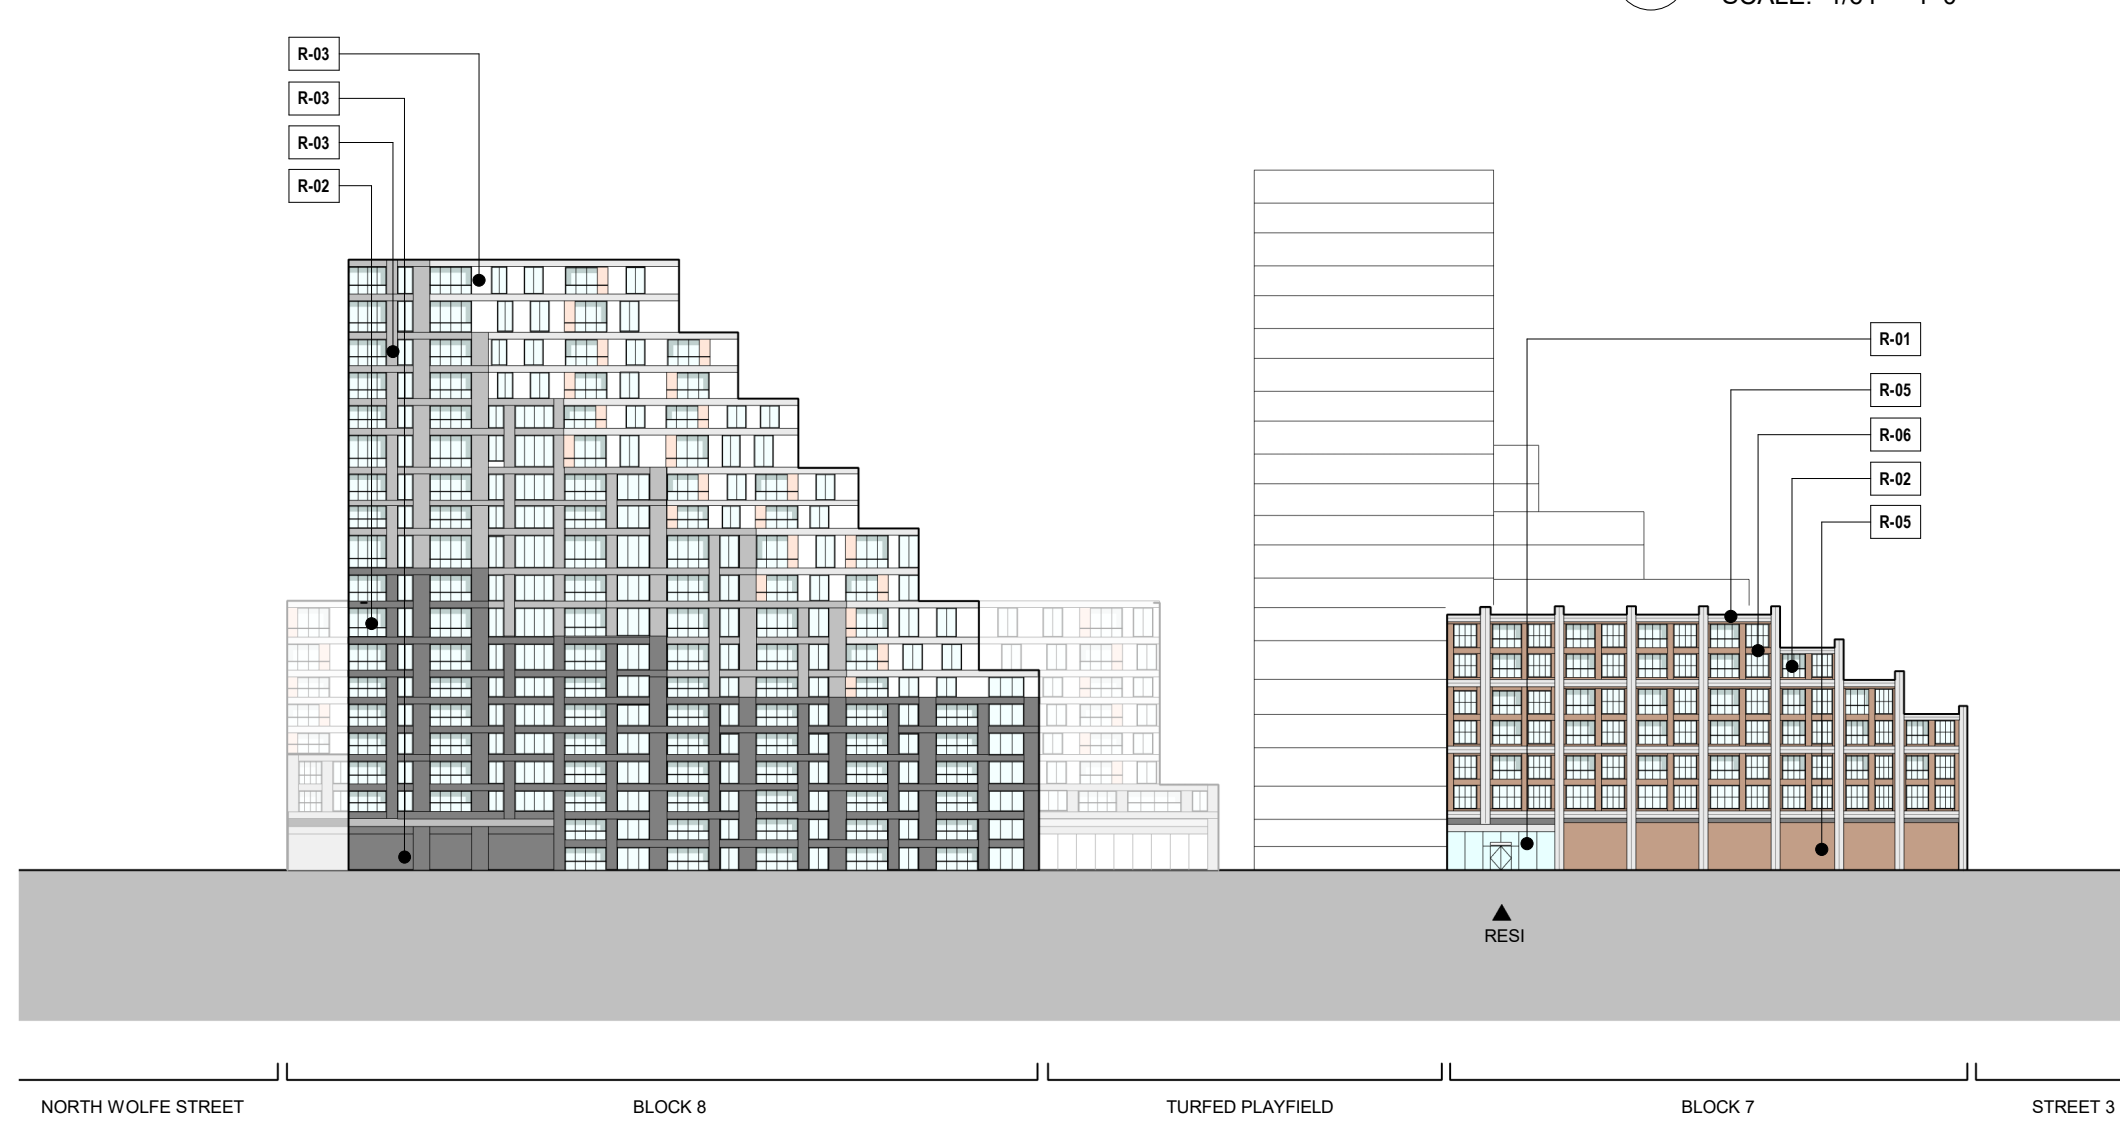 R-03
R-03
R-03
R-02
R-01
R-05
R-06
R-02
R-05
RESI
NORTH WOLFE STREET
BLOCK 8
TURFED PLAYFIELD
BLOCK 7
STREET 3